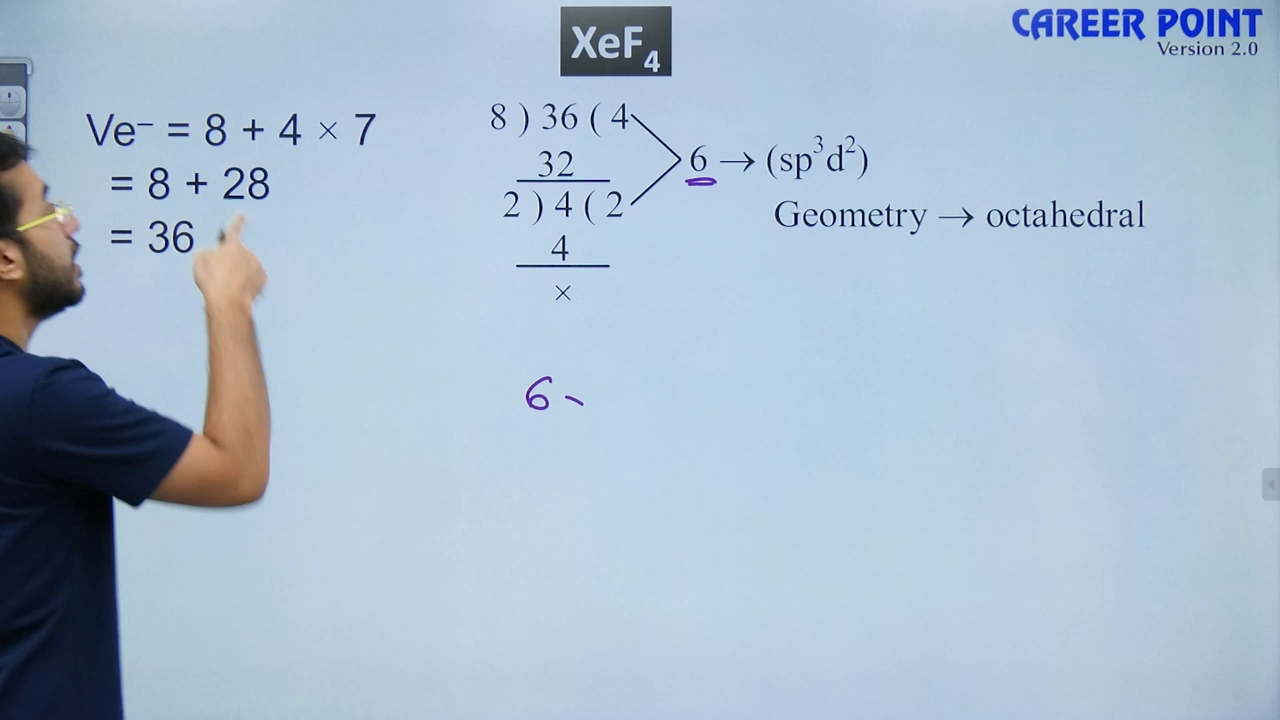 CAREER POINT
Version 2.0
XeF₄
Ve⁻ = 8 + 4 × 7
= 8 + 28
= 36
8 ) 36 ( 4
32
2 ) 4 ( 2
4
×
6 → (sp³d²)
Geometry → octahedral
6 -